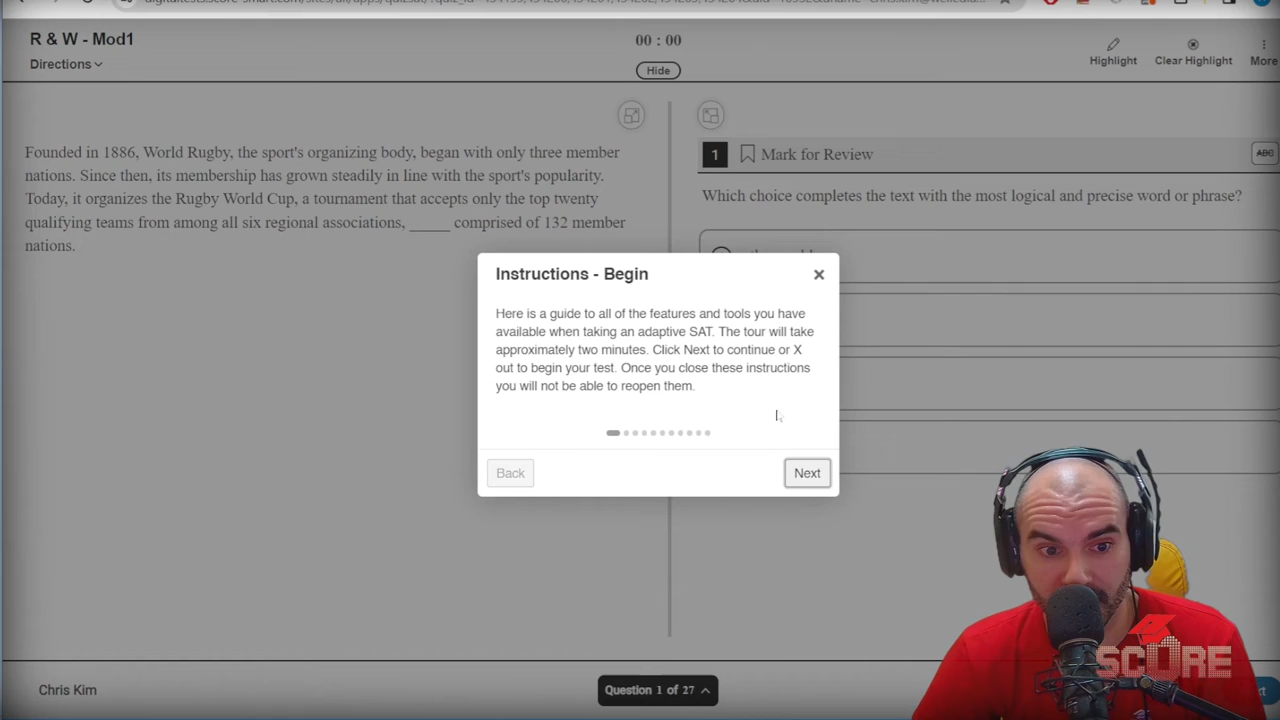 R & W - Mod1
Directions
00 : 00
Hide
Highlight
Clear Highlight
More
Founded in 1886, World Rugby, the sport's organizing body, began with only three member
nations. Since then, its membership has grown steadily in line with the sport's popularity.
Today, it organizes the Rugby World Cup, a tournament that accepts only the top twenty
qualifying teams from among all six regional associations, _____ comprised of 132 member
nations.
1
Mark for Review
ABC
Which choice completes the text with the most logical and precise word or phrase?
Instructions - Begin
Here is a guide to all of the features and tools you have
available when taking an adaptive SAT. The tour will take
approximately two minutes. Click Next to continue or X
out to begin your test. Once you close these instructions
you will not be able to reopen them.
Back
Next
Chris Kim
Question 1 of 27
SCORE